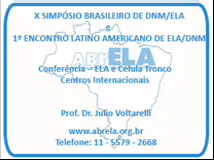 X SIMPÓSIO BRASILEIRO DE DNM/ELA
e
1º ENCONTRO LATINO AMERICANO DE ELA/DNM
AbrELA
Conferência – ELA e Célula Tronco
Centros Internacionais
Prof. Dr. Julio Voltarelli
www.abrela.org.br
Telefone: 11 - 5579 - 2668